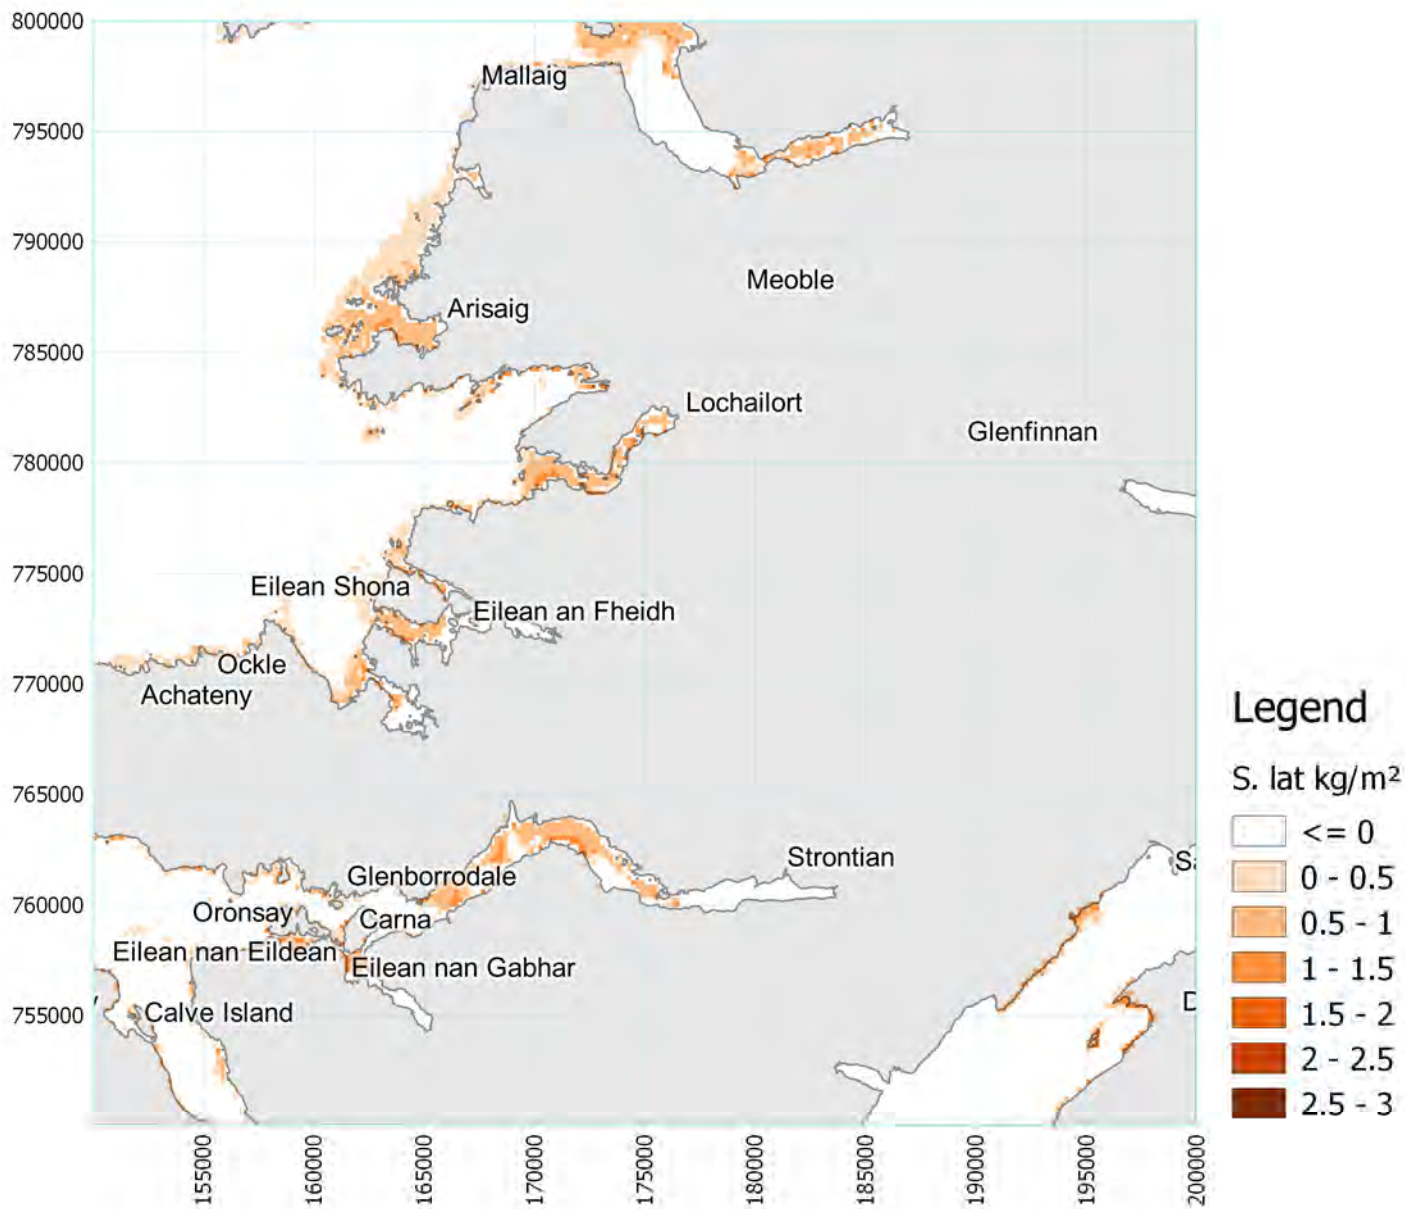 800000
Mallaig
795000
790000
Meoble
Arisaig
785000
Lochailort
Glenfinnan
780000
775000
Eilean Shona
Eilean an Fheidh
Ockle
770000
Achateny
Legend
S. lat kg/m²
765000
<= 0
Strontian
Sa
Glenborrodale
0 - 0.5
760000
Oronsay
Carna
0.5 - 1
Eilean nan Eildean
Eilean nan Gabhar
1 - 1.5
755000
Calve Island
D
1.5 - 2
2 - 2.5
2.5 - 3
155000
160000
165000
170000
175000
180000
185000
190000
195000
200000